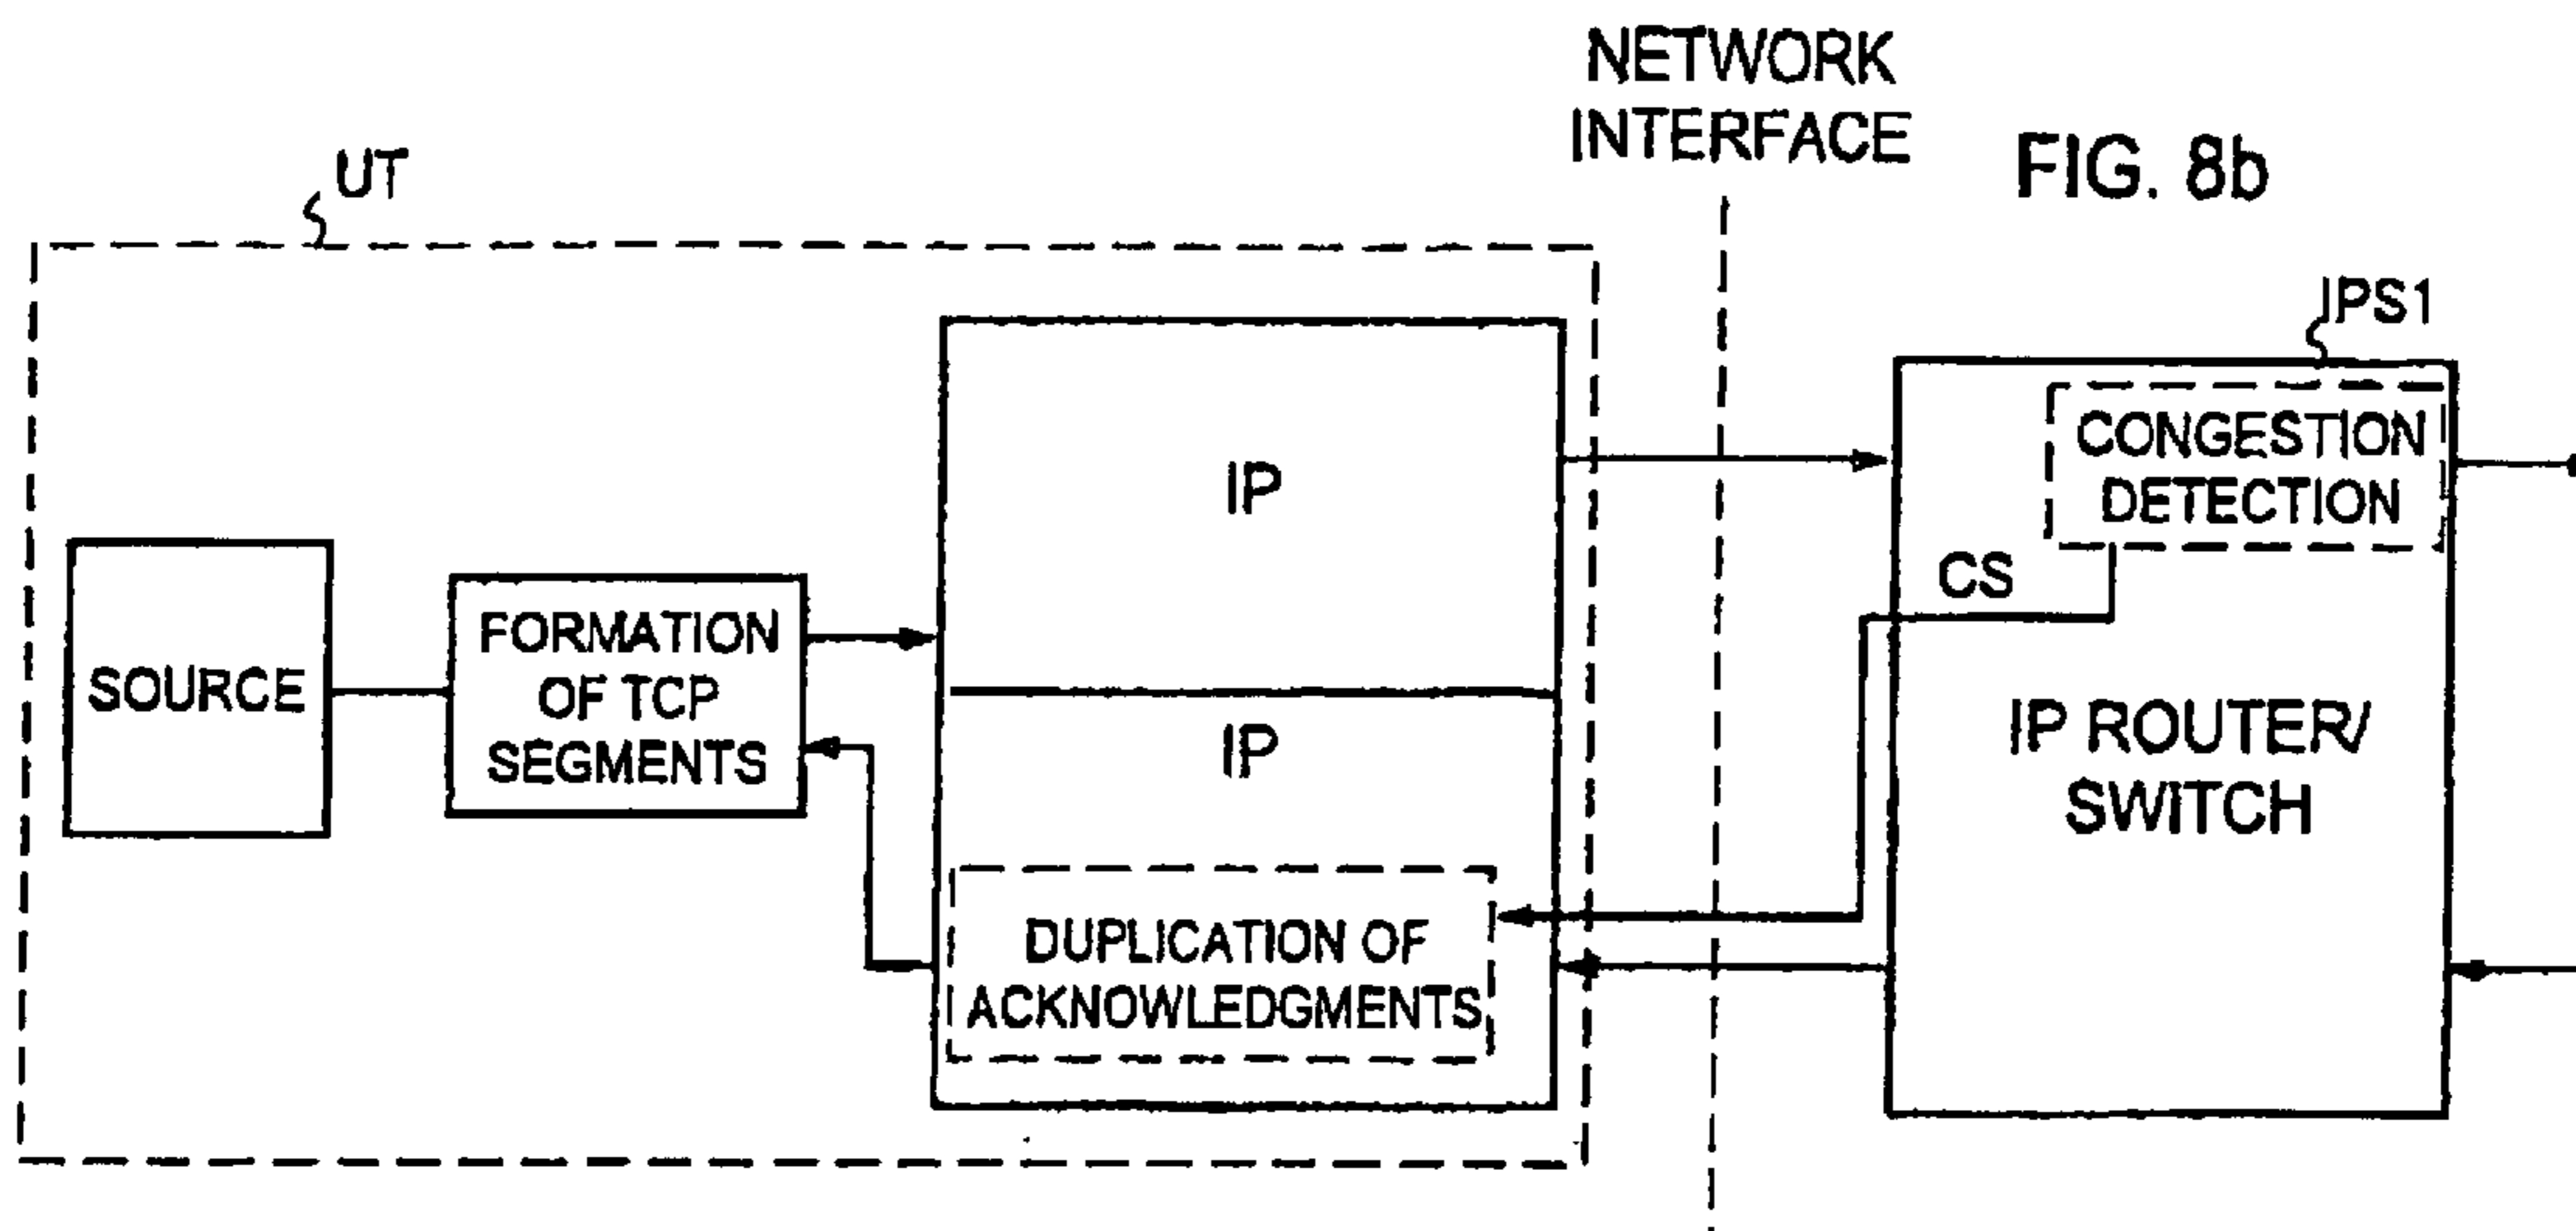 NETWORK
INTERFACE
FIG. 8b
UT
IPS1
CONGESTION
DETECTION
IP
CS
SOURCE
FORMATION
OF TCP
SEGMENTS
IP
IP ROUTER/
SWITCH
DUPLICATION OF
ACKNOWLEDGMENTS